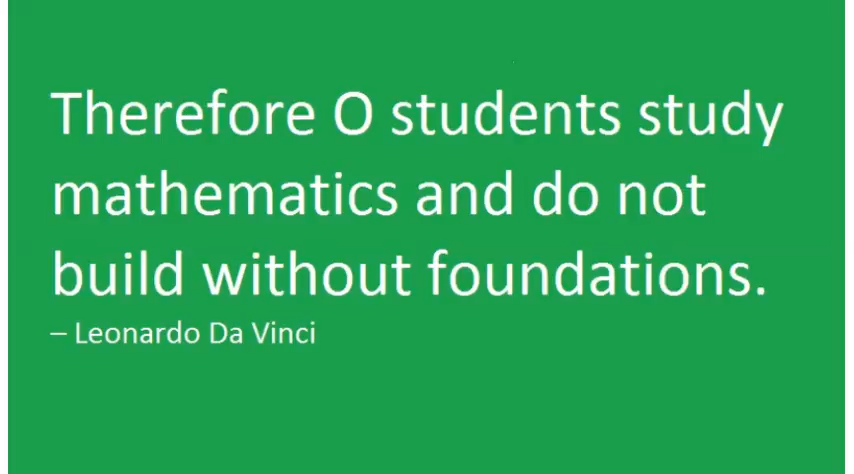 Therefore O students study
mathematics and do not
build without foundations.
– Leonardo Da Vinci